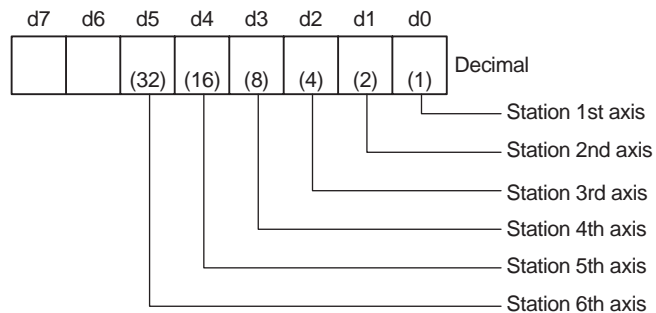 d7 d6 d5 d4 d3 d2 d1 d0
(32) (16) (8) (4) (2) (1) Decimal
Station 1st axis
Station 2nd axis
Station 3rd axis
Station 4th axis
Station 5th axis
Station 6th axis